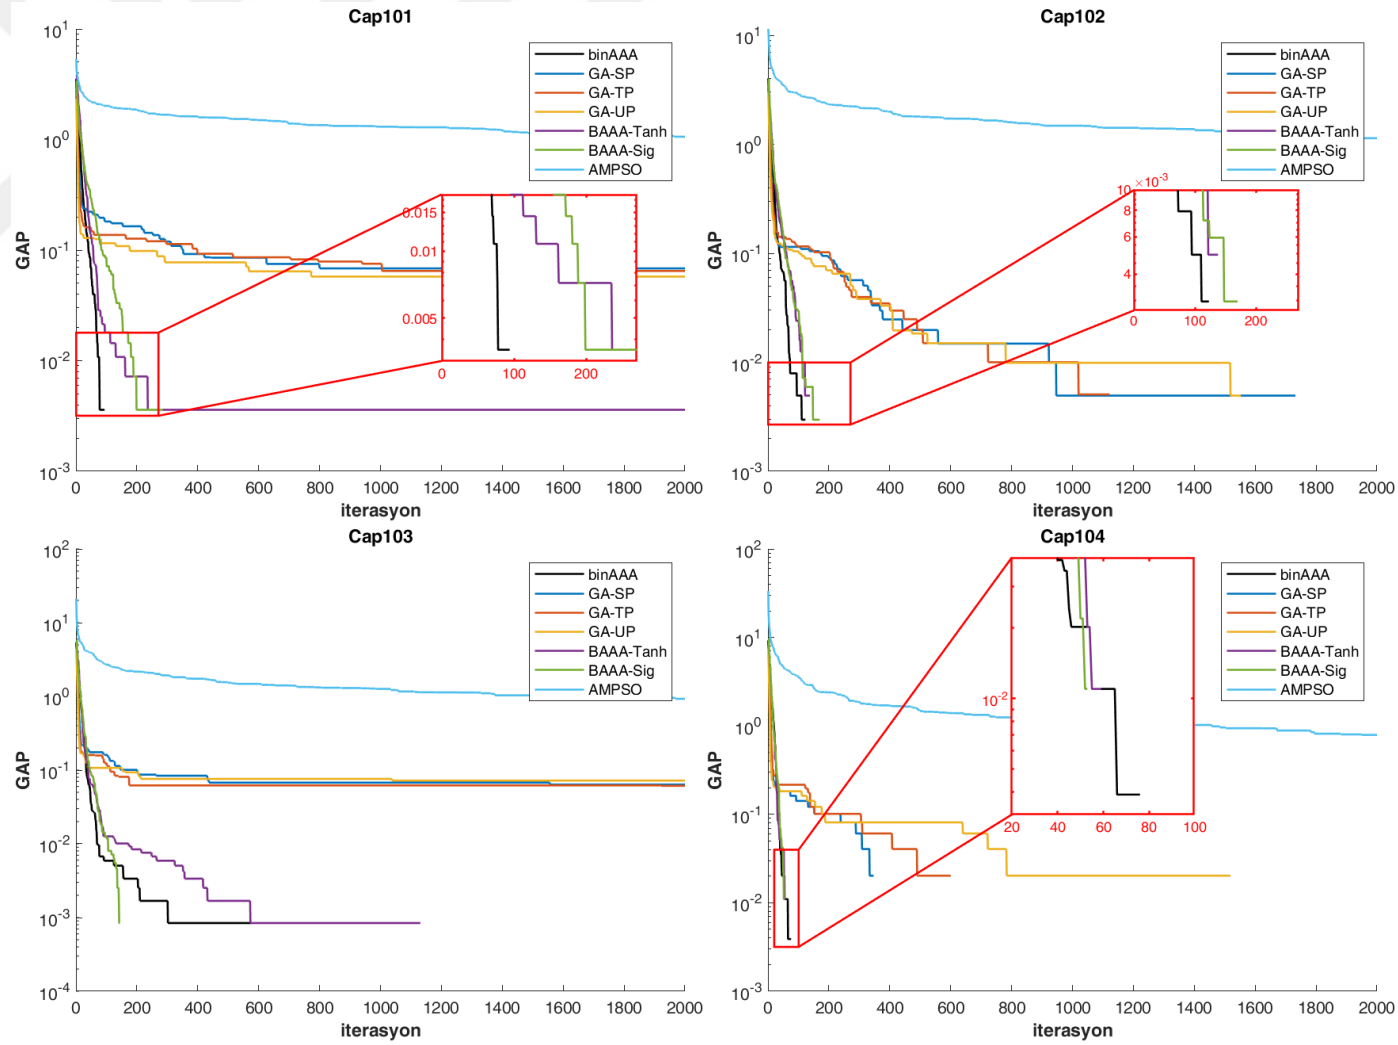 Cap101
GAP
10^1
10^0
10^-1
10^-2
10^-3
binAAA
GA-SP
GA-TP
GA-UP
BAAA-Tanh
BAAA-Sig
AMPSO
0.015
0.010
0.005
0 100 200
0 200 400 600 800 1000 1200 1400 1600 1800 2000
iterasyon
Cap102
GAP
10^1
10^0
10^-1
10^-2
10^-3
binAAA
GA-SP
GA-TP
GA-UP
BAAA-Tanh
BAAA-Sig
AMPSO
10 ×10^-3
8
6
4
0 100 200
0 200 400 600 800 1000 1200 1400 1600 1800 2000
iterasyon
Cap103
GAP
10^2
10^1
10^0
10^-1
10^-2
10^-3
10^-4
binAAA
GA-SP
GA-TP
GA-UP
BAAA-Tanh
BAAA-Sig
AMPSO
0 200 400 600 800 1000 1200 1400 1600 1800 2000
iterasyon
Cap104
GAP
10^2
10^1
10^0
10^-1
10^-2
10^-3
binAAA
GA-SP
GA-TP
GA-UP
BAAA-Tanh
BAAA-Sig
AMPSO
10^-2
20 40 60 80 100
0 200 400 600 800 1000 1200 1400 1600 1800 2000
iterasyon